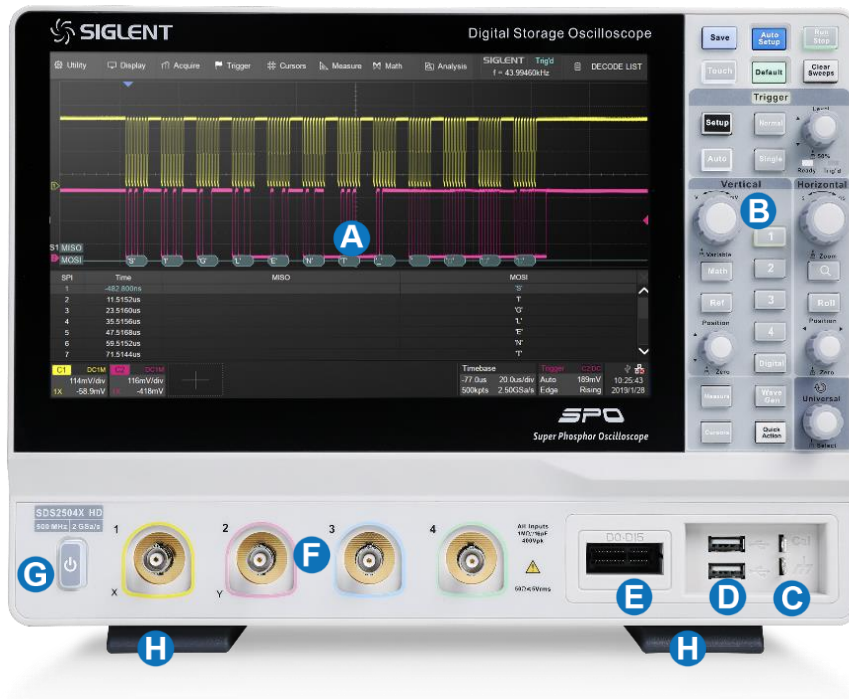 SIGLENT
Digital Storage Oscilloscope
Utility Display Acquire Trigger Cursors Measure Math Analysis
SIGLENT Trig'd
f = 43.99460kHz
DECODE LIST
S1 MISO
MOSI
'S' 'I' 'G' 'L' 'E' 'N' 'T'
SPI Time MISO MOSI
1 -482.800ns 'S'
2 11.5152us 'I'
3 23.5160us 'G'
4 35.5156us 'L'
5 47.5168us 'E'
6 59.5152us 'N'
7 71.5144us 'T'
C1 DC1M C2 DC1M
114mV/div 116mV/div
1X -58.9mV 1X -418mV
Timebase
-77.0us 20.0us/div
500kpts 2.50GSa/s
Trigger C2DC
Auto 189mV
Edge Rising
10:25:43
2019/1/28
SPO
Super Phosphor Oscilloscope
Save Auto Setup Run Stop
Touch Default Clear Sweeps
Trigger
Setup Normal Level
50%
Auto Single
Ready Trig'd
Vertical Horizontal
V mV S nS
Variable 1 Zoom
Math 2
Ref 3 Roll
Position Position
4
Zero Digital Zero
Measure Wave Gen Universal
Cursors Quick Action Select
SDS2504X HD
500 MHz 2 GSa/s
1 2 3 4
X Y
All Inputs
400Vpk
D0-D15
Cal
A
B
C
D
E
F
G
H
H